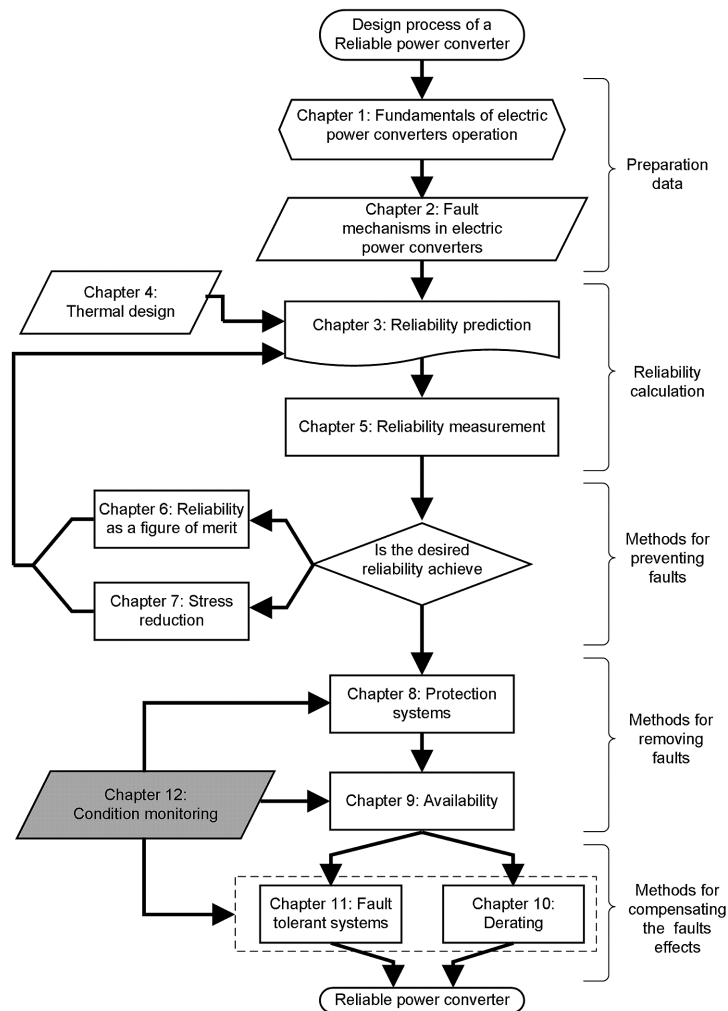 Design process of a
Reliable power converter
Chapter 1: Fundamentals of electric
power converters operation
Preparation
data
Chapter 2: Fault
mechanisms in electric
power converters
Chapter 4:
Thermal design
Chapter 3: Reliability prediction
Reliability
calculation
Chapter 5: Reliability measurement
Chapter 6: Reliability
as a figure of merit
Is the desired
reliability achieve
Methods for
preventing
faults
Chapter 7: Stress
reduction
Chapter 8: Protection
systems
Methods for
removing
faults
Chapter 12:
Condition monitoring
Chapter 9: Availability
Chapter 11: Fault
tolerant systems
Chapter 10:
Derating
Methods for
compensating
the faults
effects
Reliable power converter